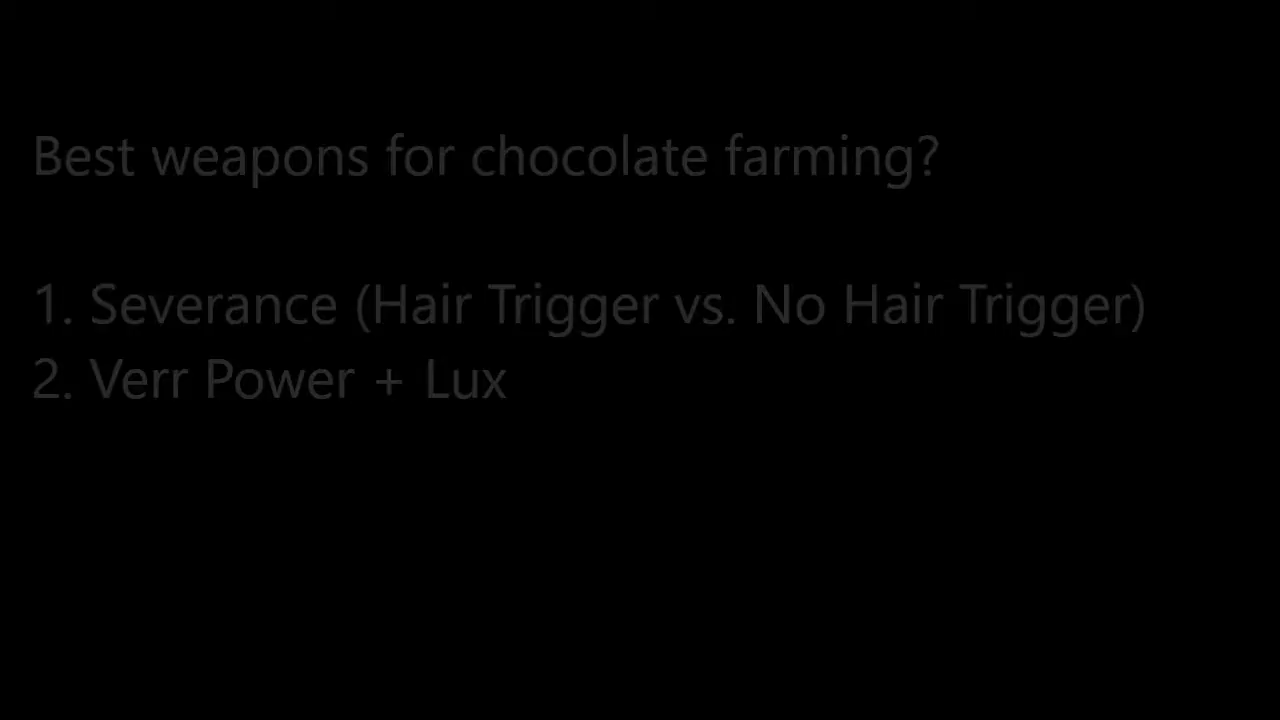 Best weapons for chocolate farming?
1. Severance (Hair Trigger vs. No Hair Trigger)
2. Verr Power + Lux